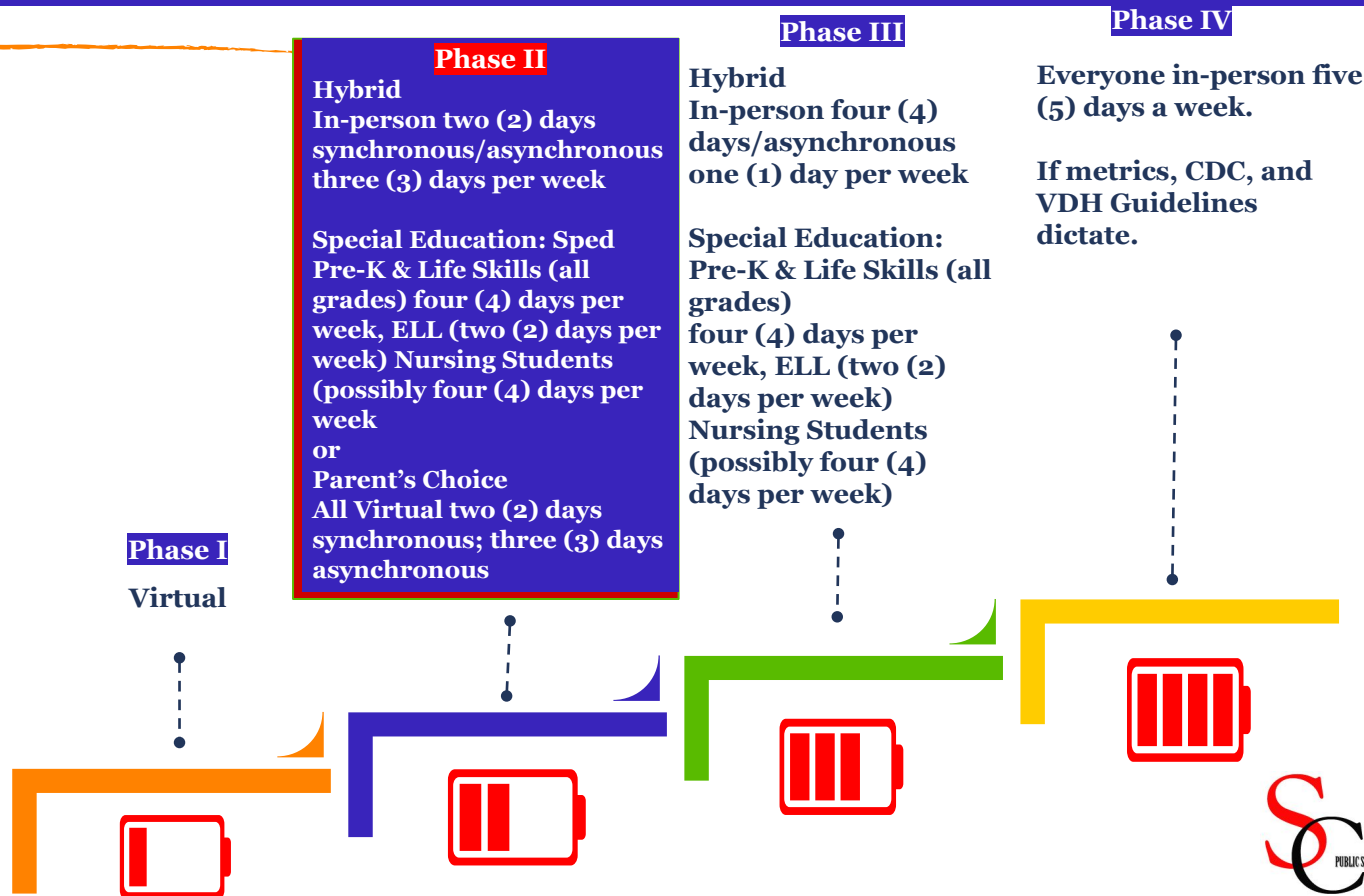 Phase I
Virtual
Phase II
Hybrid
In-person two (2) days
synchronous/asynchronous
three (3) days per week
Special Education: Sped
Pre-K & Life Skills (all
grades) four (4) days per
week, ELL (two (2) days per
week) Nursing Students
(possibly four (4) days per
week
or
Parent's Choice
All Virtual two (2) days
synchronous; three (3) days
asynchronous
Phase III
Hybrid
In-person four (4)
days/asynchronous
one (1) day per week
Special Education:
Pre-K & Life Skills (all
grades)
four (4) days per
week, ELL (two (2)
days per week)
Nursing Students
(possibly four (4)
days per week)
Phase IV
Everyone in-person five
(5) days a week.
If metrics, CDC, and
VDH Guidelines
dictate.
SC
PUBLIC S